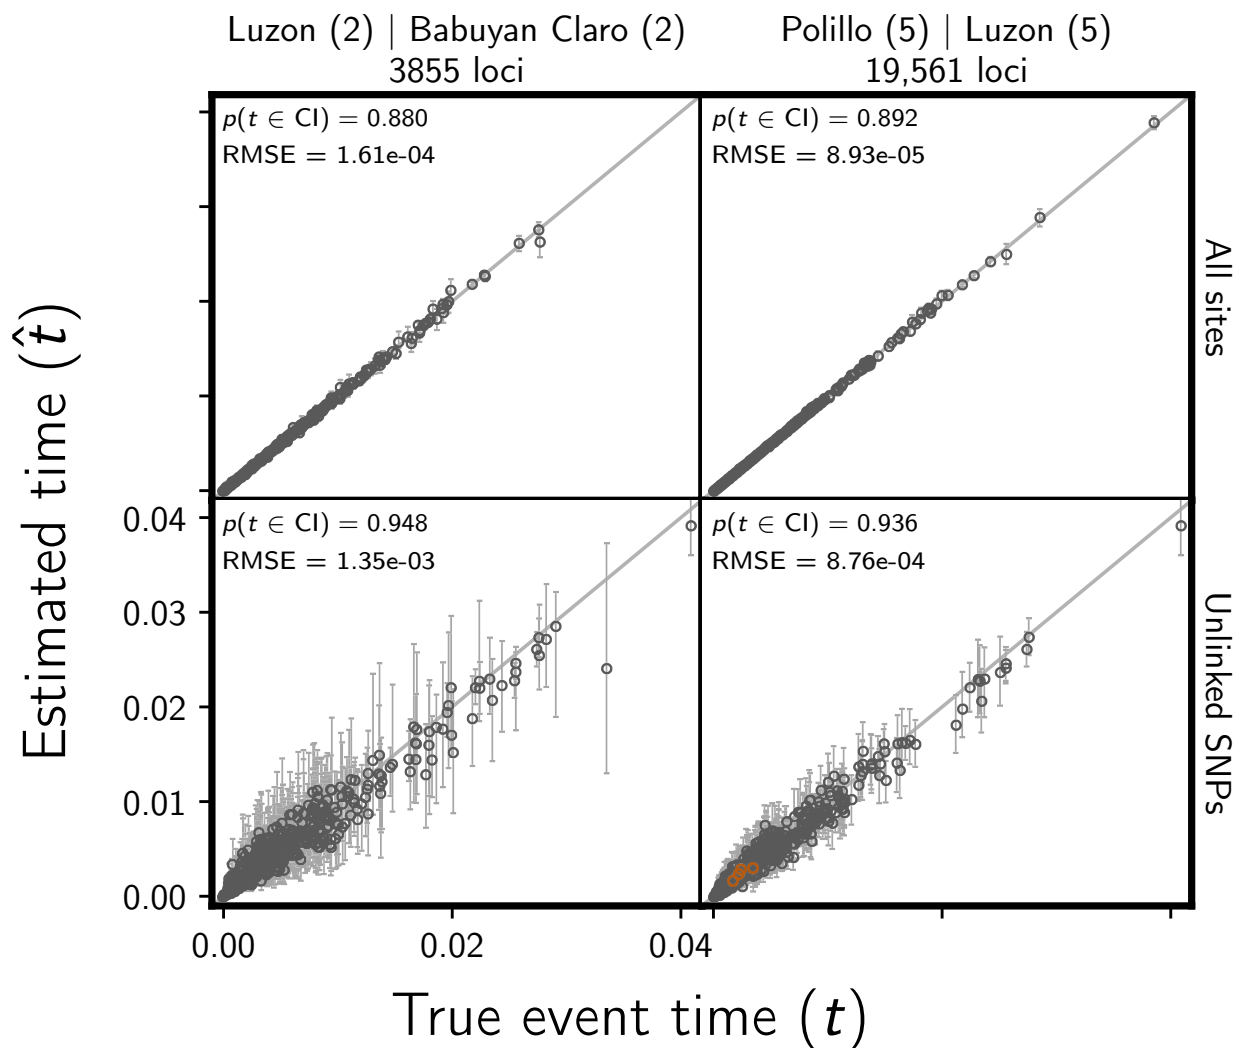 Luzon (2) | Babuyan Claro (2)
3855 loci
Polillo (5) | Luzon (5)
19,561 loci
p(t ∈ CI) = 0.880
RMSE = 1.61e-04
p(t ∈ CI) = 0.892
RMSE = 8.93e-05
All sites
Estimated time (t̂)
0.04
0.03
0.02
0.01
0.00
p(t ∈ CI) = 0.948
RMSE = 1.35e-03
p(t ∈ CI) = 0.936
RMSE = 8.76e-04
Unlinked SNPs
0.00
0.02
0.04
True event time (t)